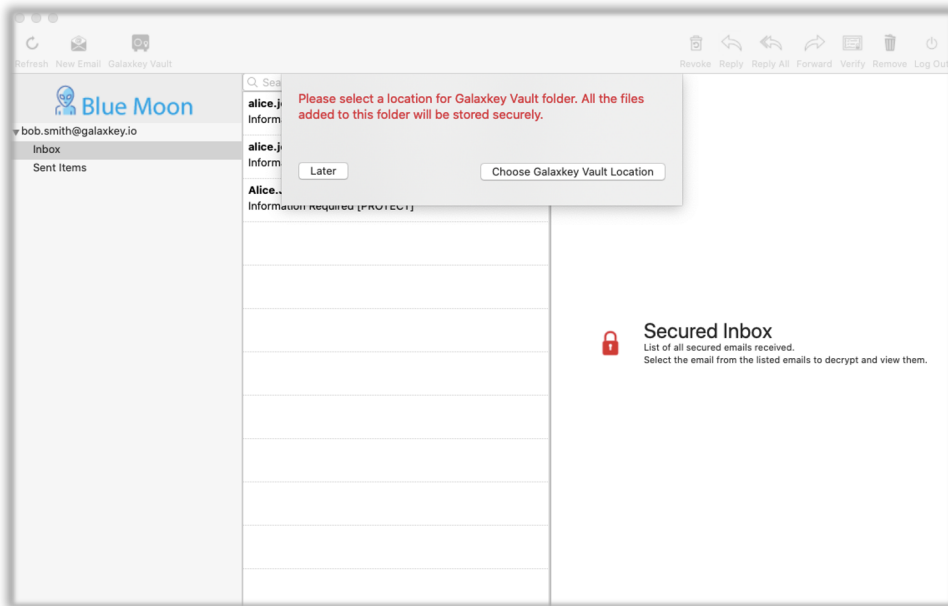 Refresh New Email Galaxkey Vault
Revoke Reply Reply All Forward Verify Remove Log Out
Blue Moon
bob.smith@galaxkey.io
Inbox
Sent Items
Please select a location for Galaxkey Vault folder. All the files
added to this folder will be stored securely.
Later
Choose Galaxkey Vault Location
Information Required [PROTECT]
Secured Inbox
List of all secured emails received.
Select the email from the listed emails to decrypt and view them.